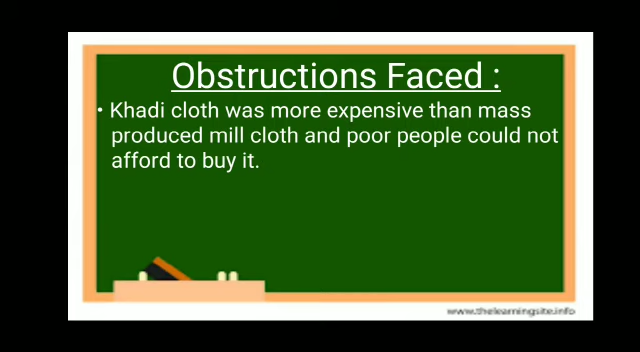 Obstructions Faced :
• Khadi cloth was more expensive than mass
produced mill cloth and poor people could not
afford to buy it.
www.thelearningsite.info